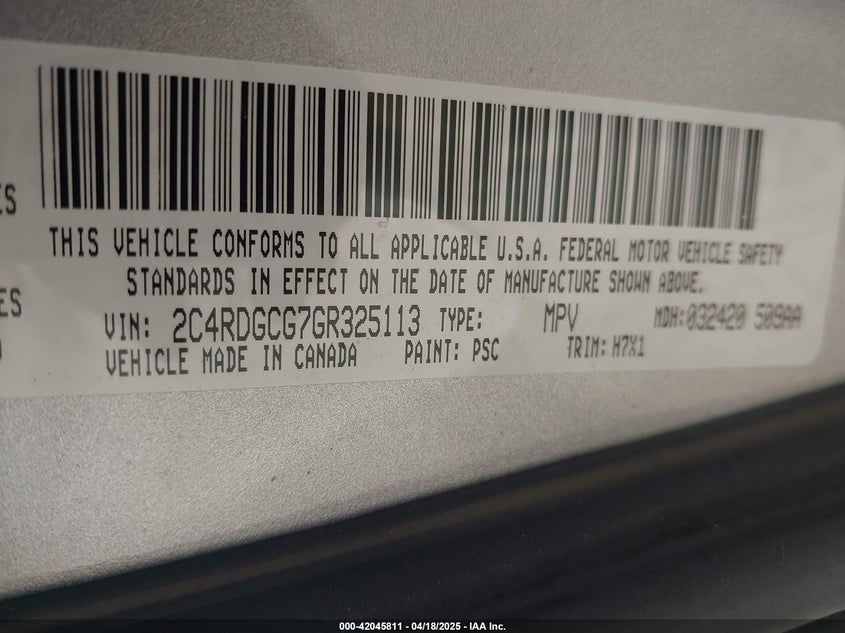 ES
THIS VEHICLE CONFORMS TO ALL APPLICABLE U.S.A. FEDERAL MOTOR VEHICLE SAFETY
STANDARDS IN EFFECT ON THE DATE OF MANUFACTURE SHOWN ABOVE.
ES
VIN: 2C4RDGCG7GR325113 TYPE: MPV MDH:032420 509AA
VEHICLE MADE IN CANADA PAINT: PSC TRIM: H7X1
000-42045811 - 04/18/2025 - IAA Inc.